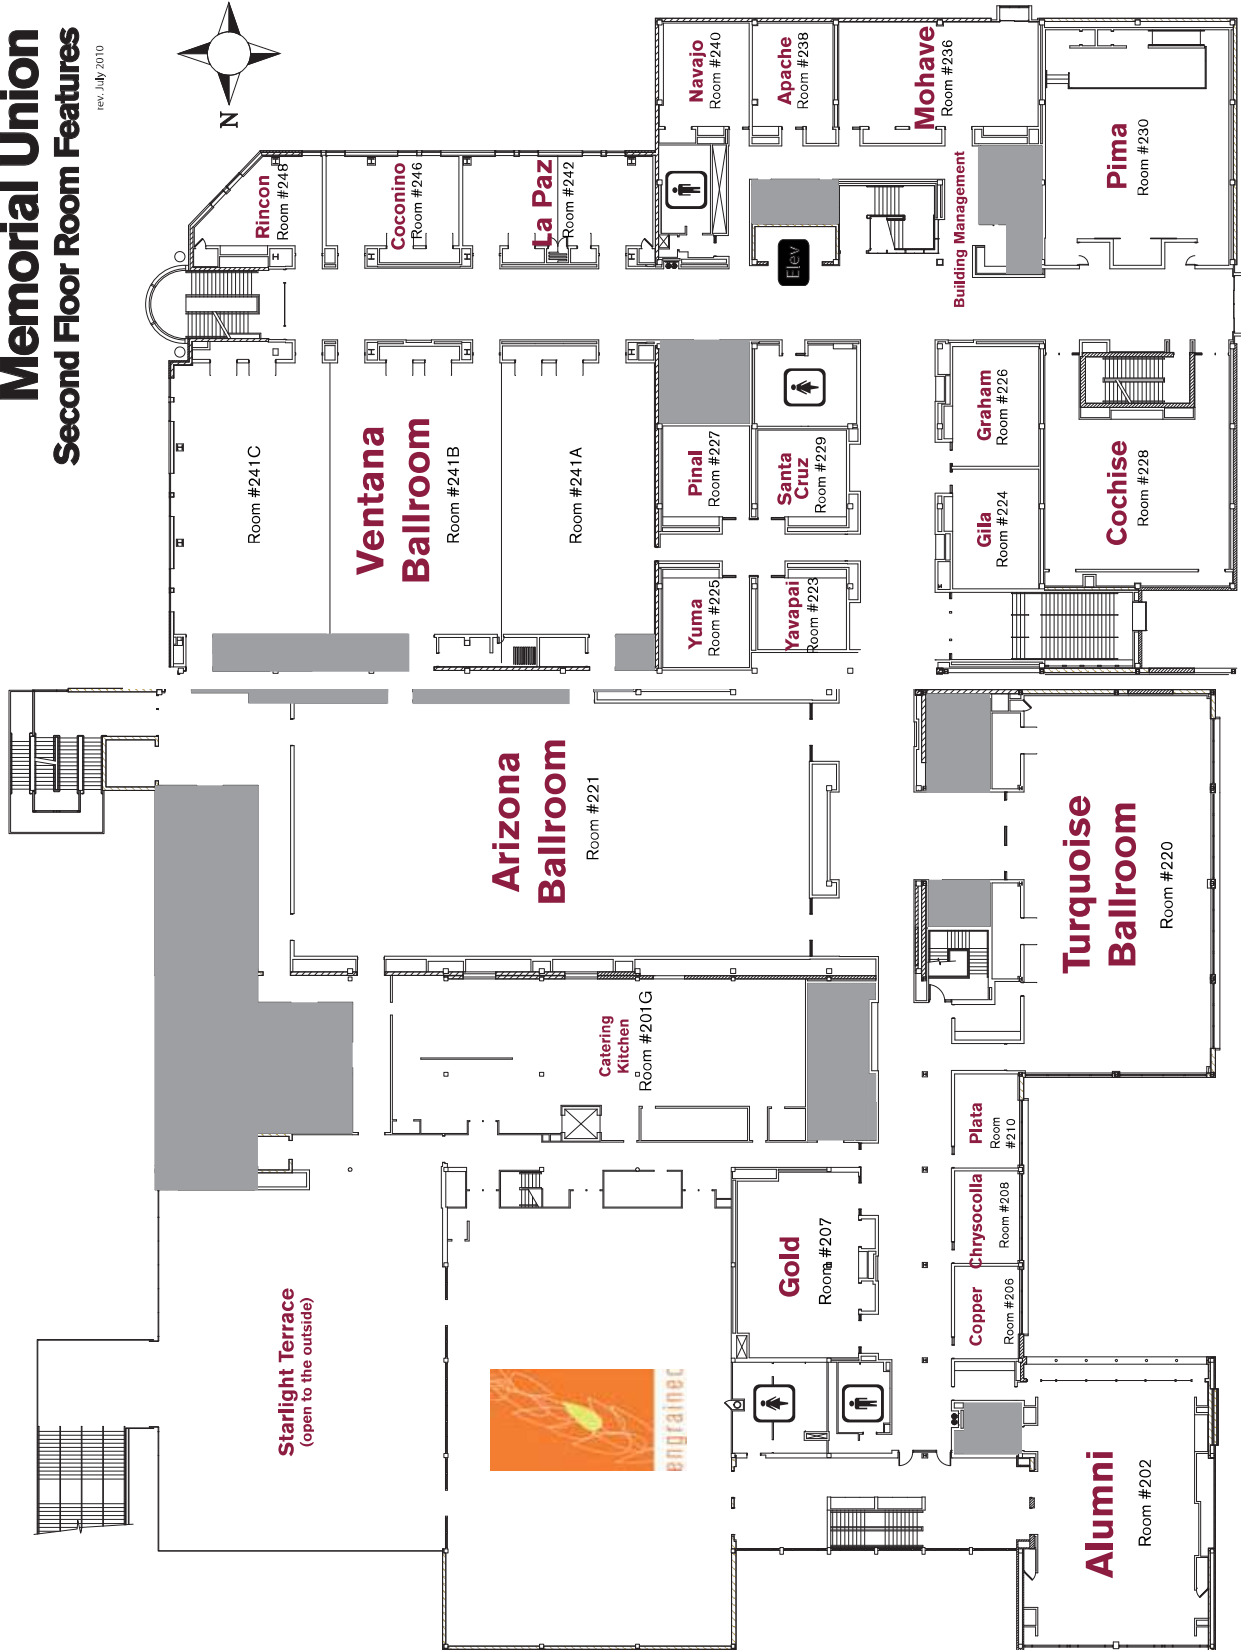 Memorial Union
Second Floor Room Features
rev. July 2010
N
Rincon
Room #248
Coconino
Room #246
La Paz
Room #242
Navajo
Room #240
Apache
Room #238
Mohave
Room #236
Pima
Room #230
Building Management
Elev
Ventana
Ballroom
Room #241C
Room #241B
Room #241A
Pinal
Room #227
Santa
Cruz
Room #229
Yuma
Room #225
Yavapai
Room #223
Graham
Room #226
Gila
Room #224
Cochise
Room #228
Arizona
Ballroom
Room #221
Turquoise
Ballroom
Room #220
Catering
Kitchen
Room #201G
Plata
Room
#210
Chrysocolla
Room #208
Copper
Room #206
Gold
Room #207
Starlight Terrace
(open to the outside)
engrained
Alumni
Room #202